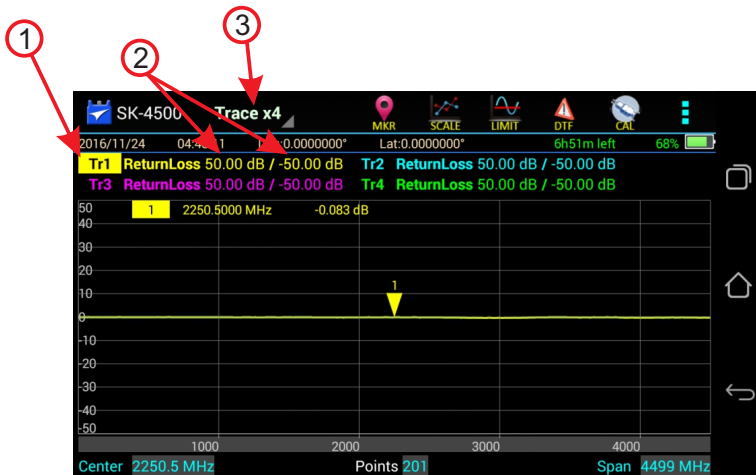 1
2
3
SK-4500 Trace x4
MKR SCALE LIMIT DTF CAL
2016/11/24 Lat:0.0000000° 6h51m left 68%
Tr1 ReturnLoss 50.00 dB / -50.00 dB Tr2 ReturnLoss 50.00 dB / -50.00 dB
Tr3 ReturnLoss 50.00 dB / -50.00 dB Tr4 ReturnLoss 50.00 dB / -50.00 dB
50 1 2250.5000 MHz -0.083 dB
40
30
20
10
1
0
-10
-20
-30
-40
-50
1000 2000 3000 4000
Center 2250.5 MHz Points 201 Span 4499 MHz